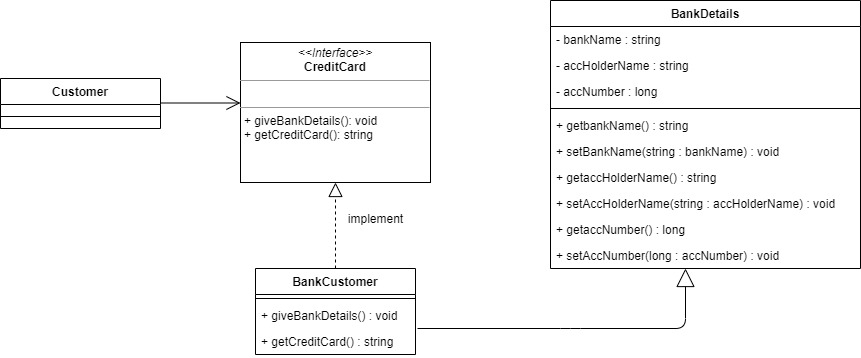 Customer
<<Interface>>
CreditCard
+ giveBankDetails(): void
+ getCreditCard(): string
implement
BankCustomer
+ giveBankDetails() : void
+ getCreditCard() : string
BankDetails
- bankName : string
- accHolderName : string
- accNumber : long
+ getbankName() : string
+ setBankName(string : bankName) : void
+ getaccHolderName() : string
+ setAccHolderName(string : accHolderName) : void
+ getaccNumber() : long
+ setAccNumber(long : accNumber) : void